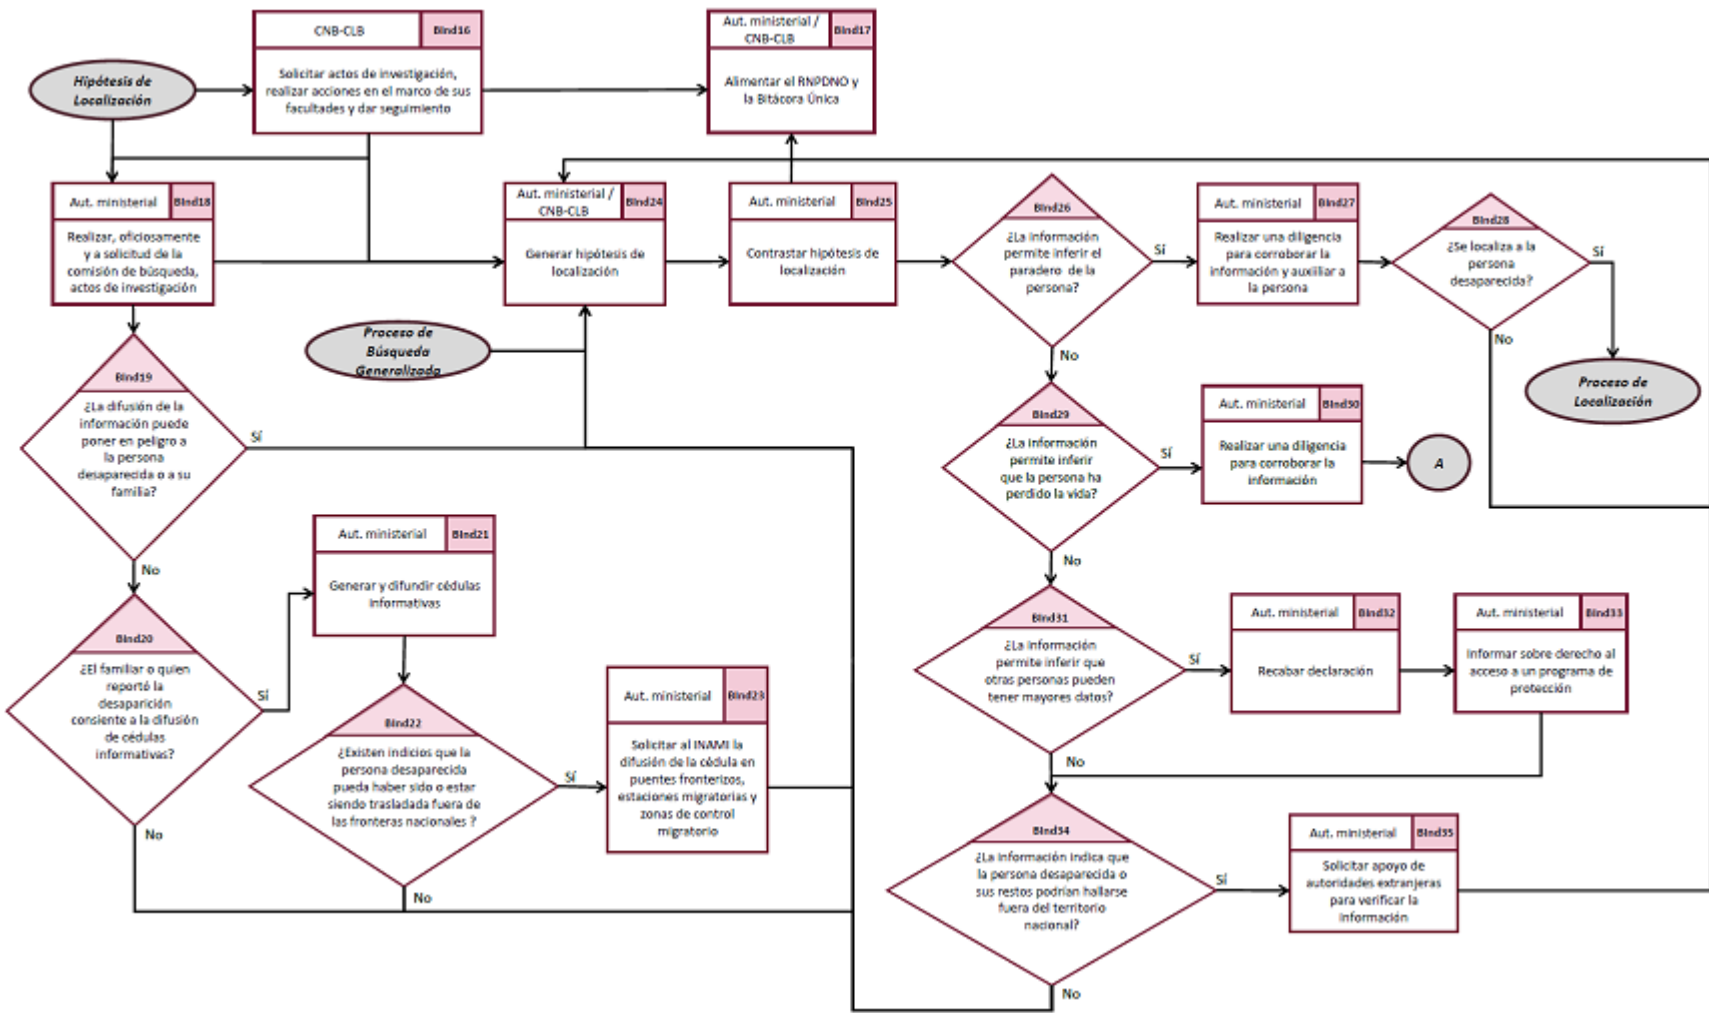 Hipótesis de
Localización
CNB-CLB
BInd16
Solicitar actos de investigación,
realizar acciones en el marco de sus
facultades y dar seguimiento
Aut. ministerial /
CNB-CLB
BInd17
Alimentar el RNPDNO y
la Bitácora Única
Aut. ministerial
BInd18
Realizar, oficiosamente
y a solicitud de la
comisión de búsqueda,
actos de investigación
Aut. ministerial /
CNB-CLB
BInd24
Generar hipótesis de
localización
Aut. ministerial
BInd25
Contrastar hipótesis de
localización
BInd26
¿La información
permite inferir el
paradero de la
persona?
Sí
No
Aut. ministerial
BInd27
Realizar una diligencia
para corroborar la
información y auxiliar a
la persona
BInd28
¿Se localiza a la
persona
desaparecida?
Sí
No
Proceso de
Localización
Proceso de
Búsqueda
Generalizada
BInd19
¿La difusión de la
información puede
poner en peligro a
la persona
desaparecida o a su
familia?
Sí
No
BInd29
¿La información
permite inferir
que la persona ha
perdido la vida?
Sí
No
Aut. ministerial
BInd30
Realizar una diligencia
para corroborar la
información
A
BInd20
¿El familiar o quien
reportó la
desaparición
consiente a la difusión
de cédulas
informativas?
Sí
No
Aut. ministerial
BInd21
Generar y difundir cédulas
informativas
BInd22
¿Existen indicios que la
persona desaparecida
pueda haber sido o estar
siendo trasladada fuera de
las fronteras nacionales ?
Sí
No
Aut. ministerial
BInd23
Solicitar al INAMI la
difusión de la cédula en
puentes fronterizos,
estaciones migratorias y
zonas de control
migratorio
BInd31
¿La información
permite inferir que
otras personas pueden
tener mayores datos?
Sí
No
Aut. ministerial
BInd32
Recabar declaración
Aut. ministerial
BInd33
Informar sobre derecho al
acceso a un programa de
protección
BInd34
¿La información indica que
la persona desaparecida o
sus restos podrían hallarse
fuera del territorio
nacional?
Sí
No
Aut. ministerial
BInd35
Solicitar apoyo de
autoridades extranjeras
para verificar la
información